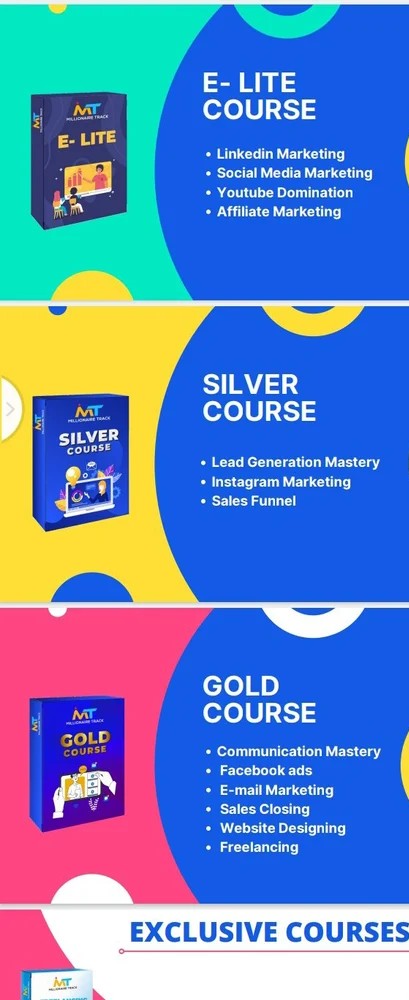 E- LITE
COURSE
MT
MILLIONAIRE TRACK
E- LITE
• Linkedin Marketing
• Social Media Marketing
• Youtube Domination
• Affiliate Marketing
SILVER
COURSE
MT
MILLIONAIRE TRACK
SILVER
COURSE
• Lead Generation Mastery
• Instagram Marketing
• Sales Funnel
GOLD
COURSE
MT
MILLIONAIRE TRACK
GOLD
COURSE
• Communication Mastery
• Facebook ads
• E-mail Marketing
• Sales Closing
• Website Designing
• Freelancing
EXCLUSIVE COURSES
MT
MILLIONAIRE TRACK